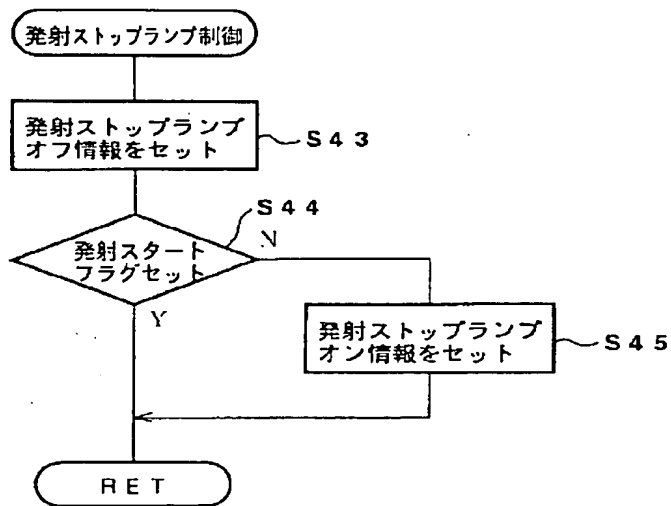 発射ストップランプ制御
発射ストップランプ
オフ情報をセット
S43
S44
発射スタート
フラグセット
N
Y
発射ストップランプ
オン情報をセット
S45
RET